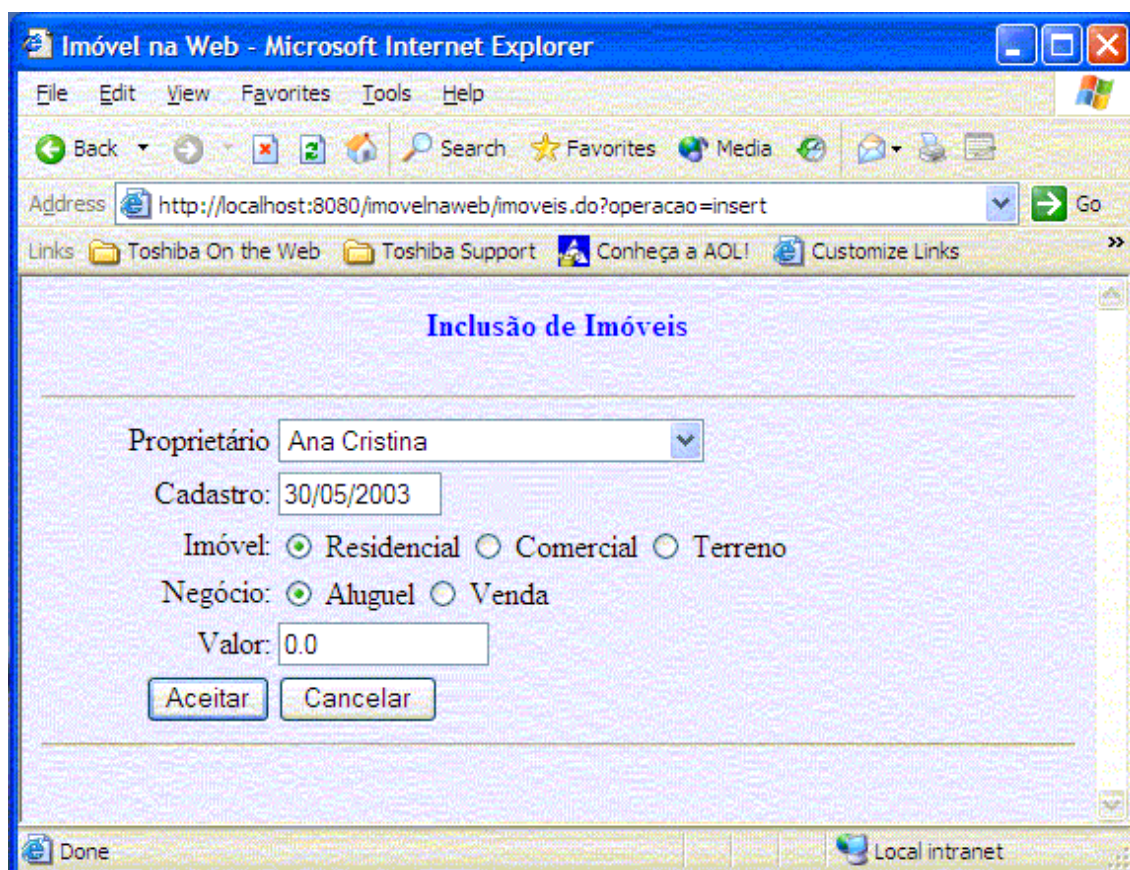 Imóvel na Web - Microsoft Internet Explorer
File Edit View Favorites Tools Help
Back Search Favorites Media
Address http://localhost:8080/imovelnaweb/imoveis.do?operacao=insert Go
Links Toshiba On the Web Toshiba Support Conheça a AOL! Customize Links »
Inclusão de Imóveis
Proprietário Ana Cristina
Cadastro: 30/05/2003
Imóvel: Residencial Comercial Terreno
Negócio: Aluguel Venda
Valor: 0.0
Aceitar Cancelar
Done Local intranet